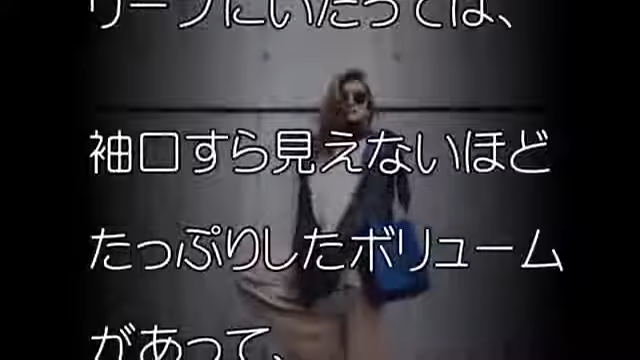 リーブにいたっては、
袖口すら見えないほど
たっぷりしたボリューム
があって、